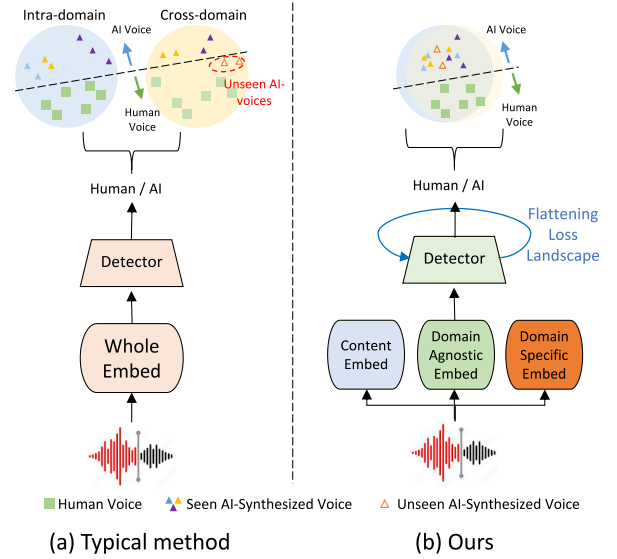 Intra-domain
Cross-domain
AI Voice
Human
Voice
Unseen AI-
voices
Human / AI
Detector
Whole
Embed
AI Voice
Human
Voice
Human / AI
Flattening
Loss
Landscape
Detector
Content
Embed
Domain
Agnostic
Embed
Domain
Specific
Embed
Human Voice
Seen AI-Synthesized Voice
Unseen AI-Synthesized Voice
(a) Typical method
(b) Ours